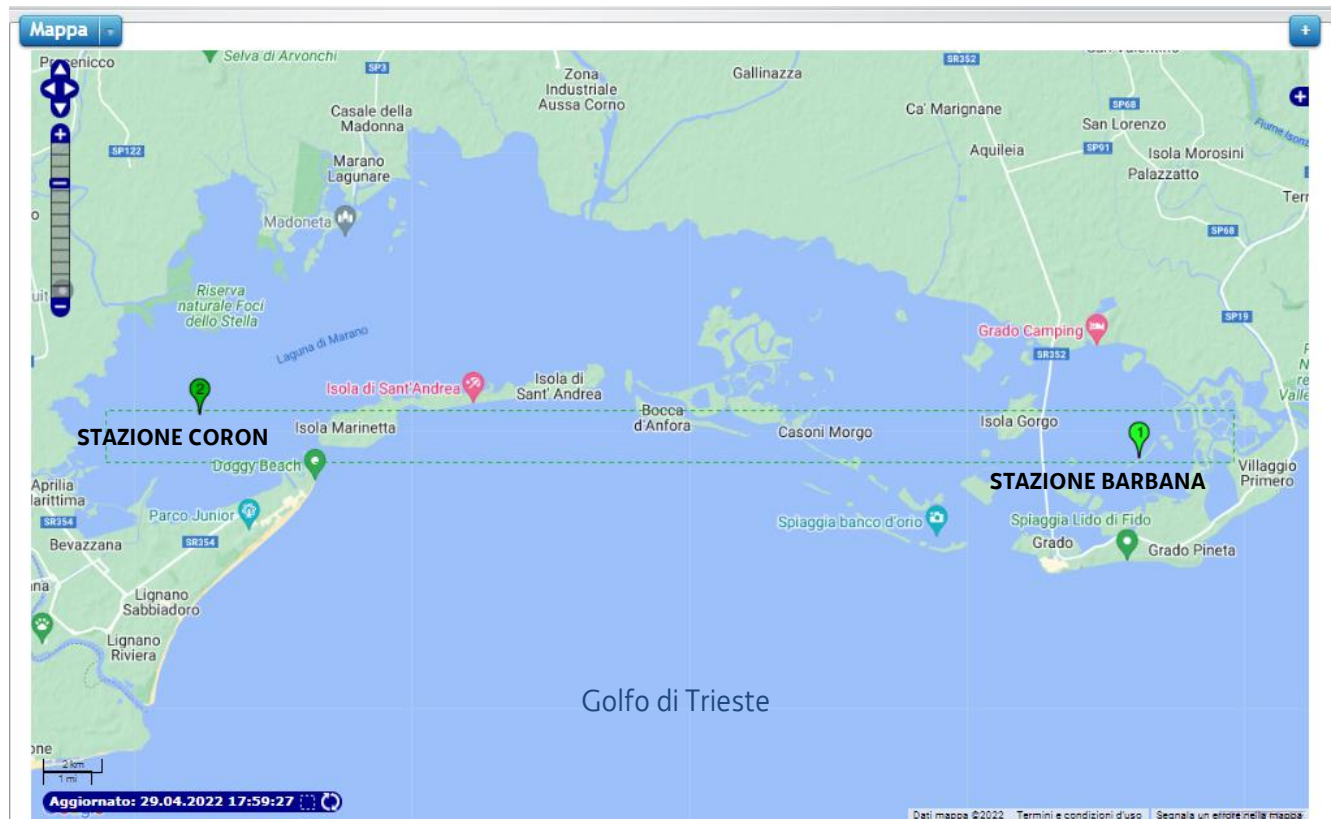 Mappa
Selva di Arvonchi
SP3
Zona
Industriale
Aussa Corno
Gallinazza
SR352
Casale della
Madonna
Ca' Marignane
SP68
San Lorenzo
SP122
Marano
Lagunare
Aquileia
SP91
Isola Morosini
Palazzatto
Madoneta
SP68
Riserva
naturale Foci
dello Stella
SP19
Laguna di Marano
Grado Camping
SR352
2
Isola di Sant'Andrea
Isola di
Sant' Andrea
STAZIONE CORON
Isola Marinetta
Bocca
d'Anfora
Casoni Morgo
Isola Gorgo
1
Doggy Beach
STAZIONE BARBANA
Villaggio
Primero
Aprilia
SR354
Parco Junior
Spiaggia banco d'orio
Spiaggia Lido di Fido
Bevazzana
SR354
Grado
Grado Pineta
Lignano
Sabbiadoro
Lignano
Riviera
Golfo di Trieste
2 km
1 mi
Aggiornato: 29.04.2022 17:59:27
Dati mappa ©2022 Termini e condizioni d'uso Segnala un errore nella mappa